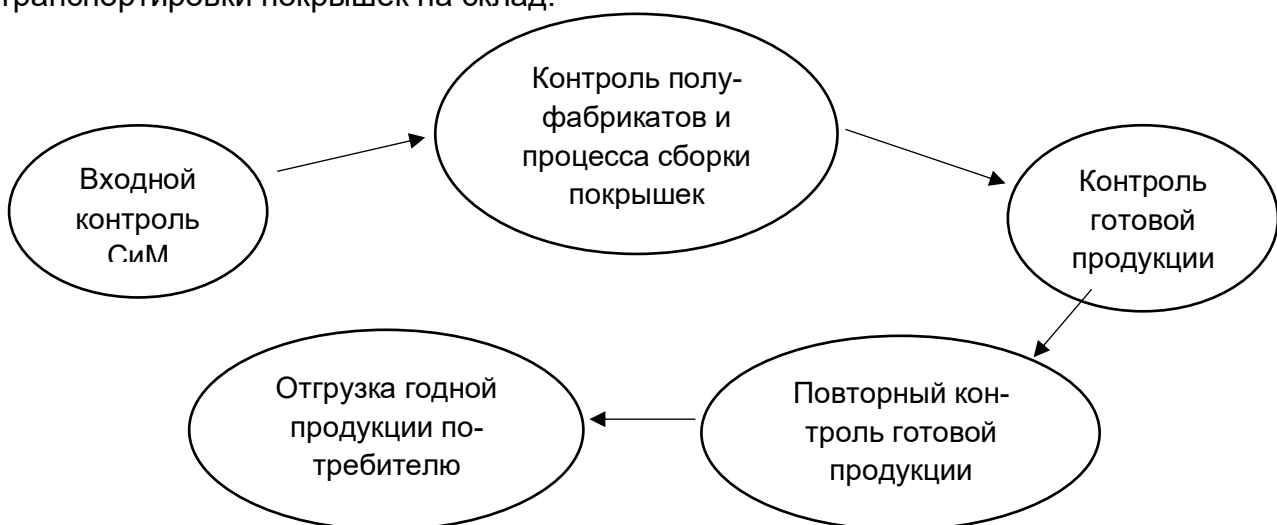 транспортировки покрышек на склад.
Входной
контроль
СиМ
Контроль полу-
фабрикатов и
процесса сборки
покрышек
Контроль
готовой
продукции
Повторный кон-
троль готовой
продукции
Отгрузка годной
продукции по-
требителю